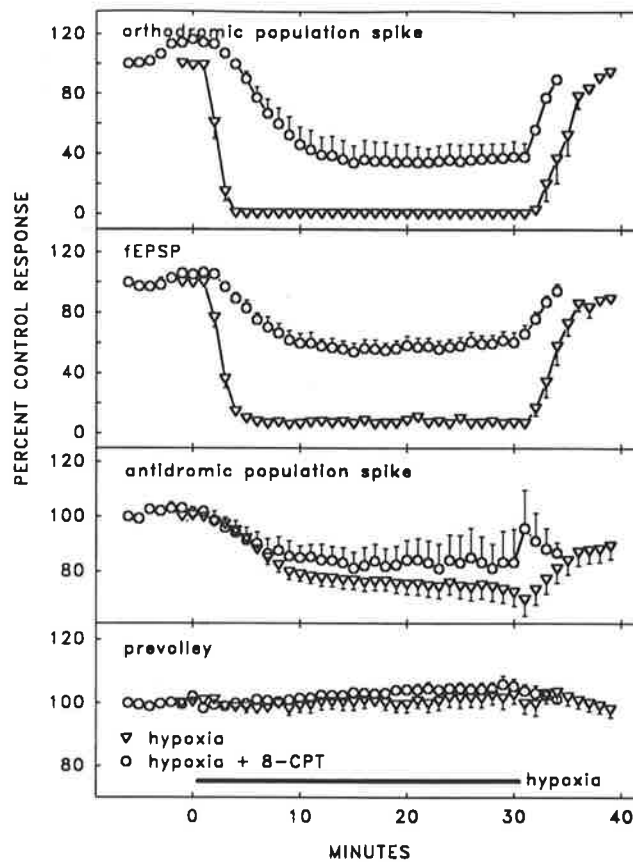 PERCENT CONTROL RESPONSE
120
80
40
0
orthodromic population spike
120
80
40
0
fEPSP
120
100
80
antidromic population spike
120
100
80
prevolley
▽ hypoxia
○ hypoxia + 8-CPT
hypoxia
0 10 20 30 40
MINUTES